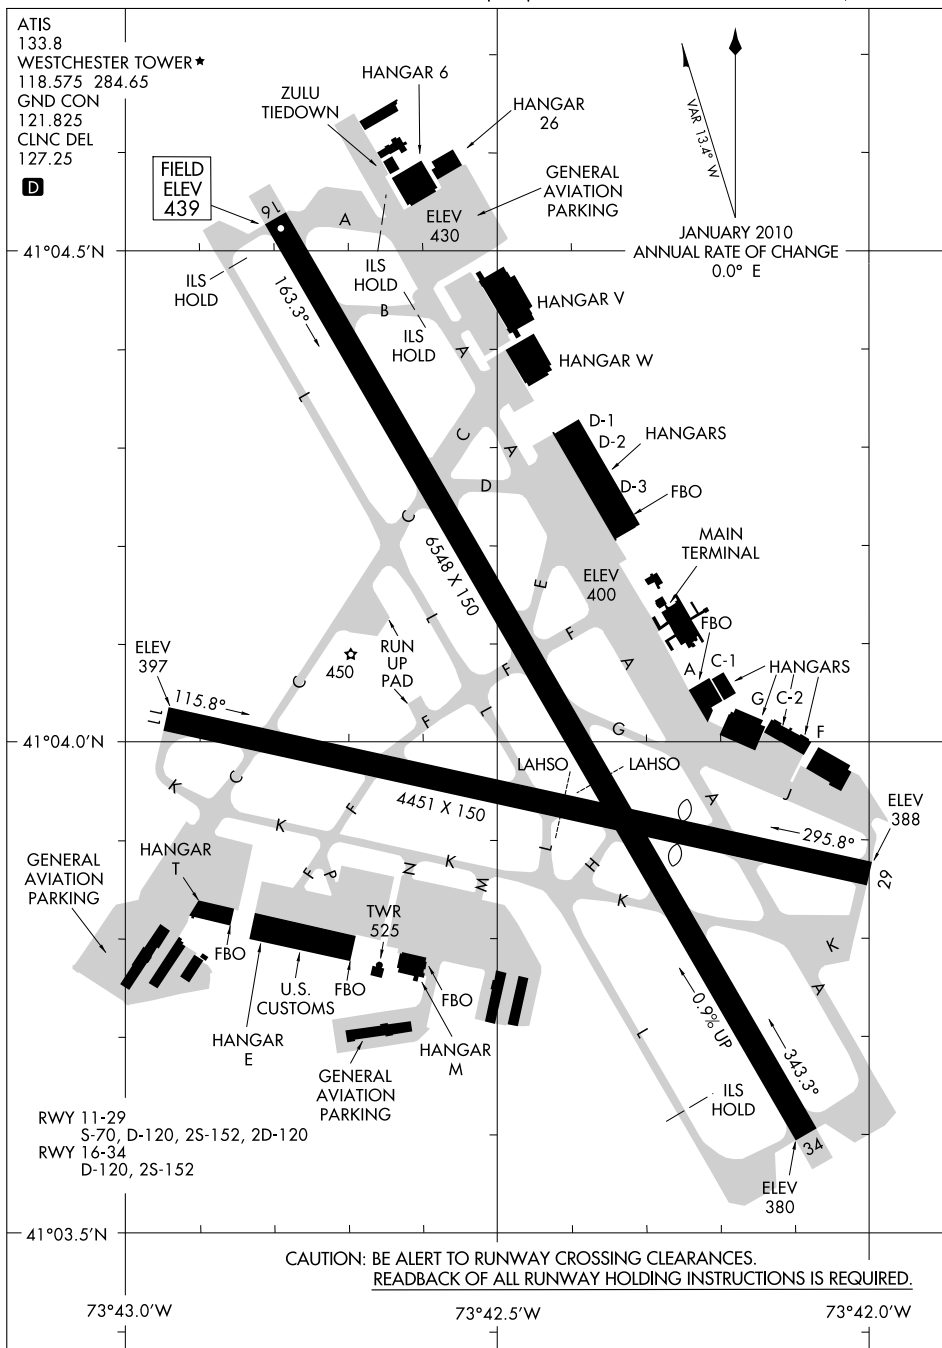 ATIS
133.8
WESTCHESTER TOWER
118.575 284.65
GND CON
121.825
CLNC DEL
127.25
D
FIELD
ELEV
439
HANGAR 6
ZULU
TIEDOWN
HANGAR
26
GENERAL
AVIATION
PARKING
ELEV
430
VAR 13.4° W
JANUARY 2010
ANNUAL RATE OF CHANGE
0.0° E
16
A
41°04.5'N
ILS
HOLD
ILS
HOLD
163.3°
B
ILS
HOLD
A
HANGAR V
HANGAR W
L
C
A
D-1
D-2
HANGARS
D
D-3
FBO
C
6548 X 150
MAIN
TERMINAL
E
ELEV
400
L
F
FBO
ELEV
397
450
RUN
UP
PAD
F
A
A
C-1
HANGARS
C
115.8°
G
C-2
F
L
F
G
11
41°04.0'N
LAHSO
LAHSO
C
K
4451 X 150
F
A
J
ELEV
388
295.8°
K
L
H
K
29
GENERAL
AVIATION
PARKING
HANGAR
T
F
P
N
K
M
K
TWR
525
FBO
U.S.
CUSTOMS
FBO
FBO
A
HANGAR
E
HANGAR
M
0.9% UP
L
343.3°
GENERAL
AVIATION
PARKING
ILS
HOLD
RWY 11-29
S-70, D-120, 2S-152, 2D-120
RWY 16-34
D-120, 2S-152
34
ELEV
380
41°03.5'N
CAUTION: BE ALERT TO RUNWAY CROSSING CLEARANCES.
READBACK OF ALL RUNWAY HOLDING INSTRUCTIONS IS REQUIRED.
73°43.0'W
73°42.5'W
73°42.0'W